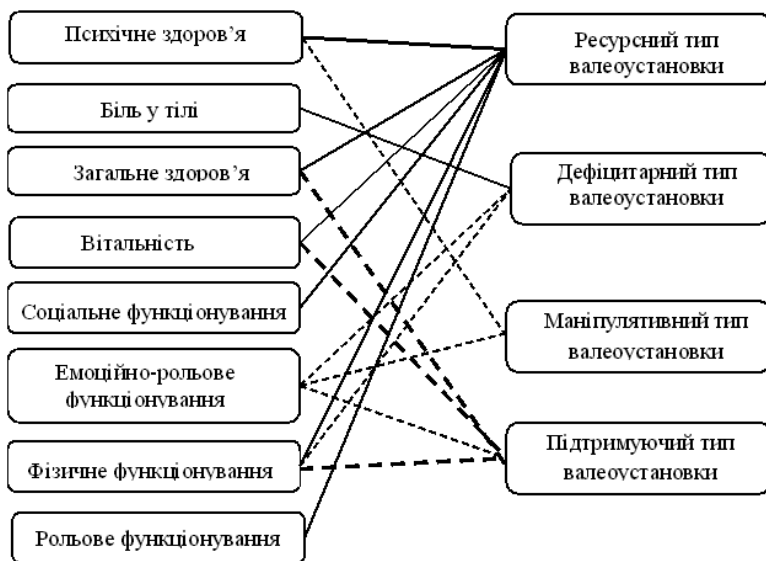 Психічне здоров’я
Біль у тілі
Загальне здоров’я
Вітальність
Соціальне функціонування
Емоційно-рольове
функціонування
Фізичне функціонування
Рольове функціонування
Ресурсний тип
валеоустановки
Дефіцитарний тип
валеоустановки
Маніпулятивний тип
валеоустановки
Підтримуючий тип
валеоустановки